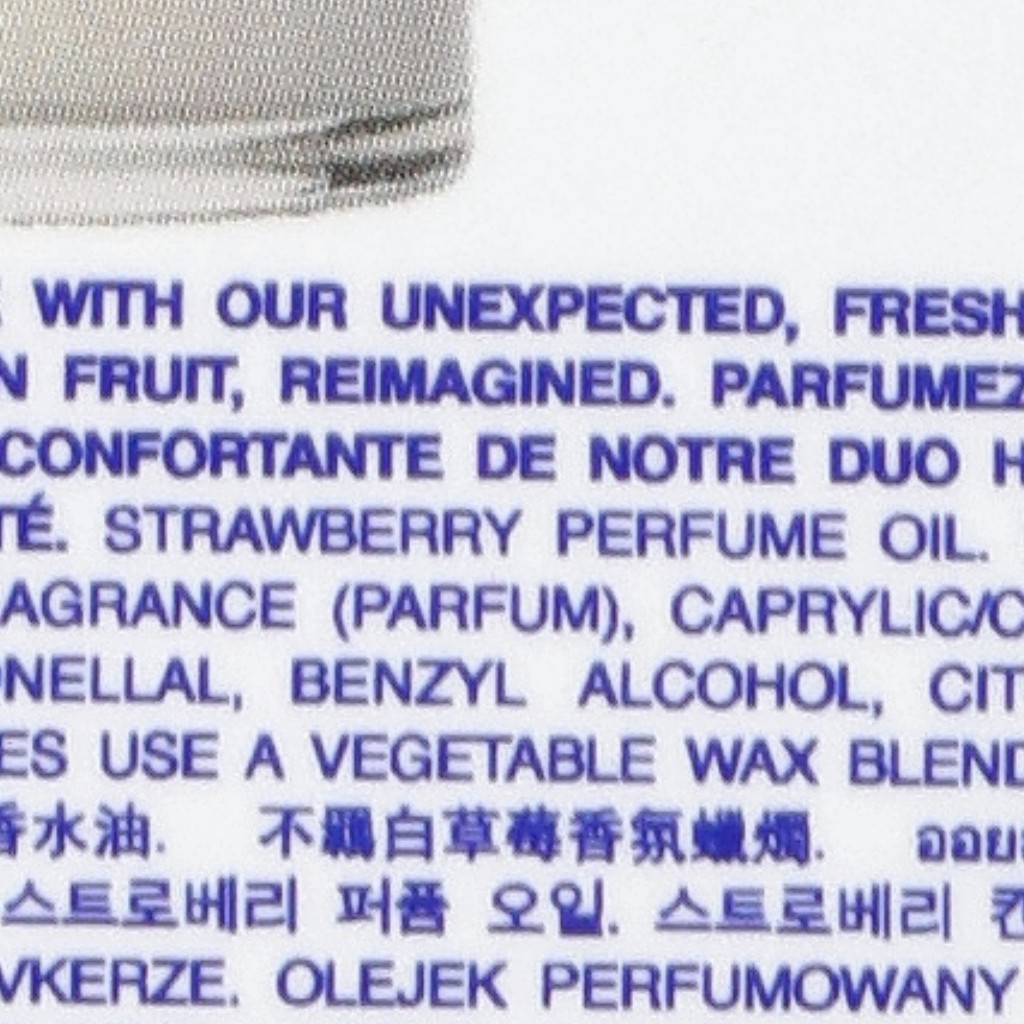 WITH OUR UNEXPECTED, FRESH
N FRUIT, REIMAGINED. PARFUMEZ
CONFORTANTE DE NOTRE DUO H
TÉ. STRAWBERRY PERFUME OIL.
AGRANCE (PARFUM), CAPRYLIC/C
NELLAL, BENZYL ALCOHOL, CIT
ES USE A VEGETABLE WAX BLEND
香水油. 白草莓香氛蠟燭.
스트로베리 퍼퓸 오일. 스트로베리 캔
VKERZE. OLEJEK PERFUMOWANY